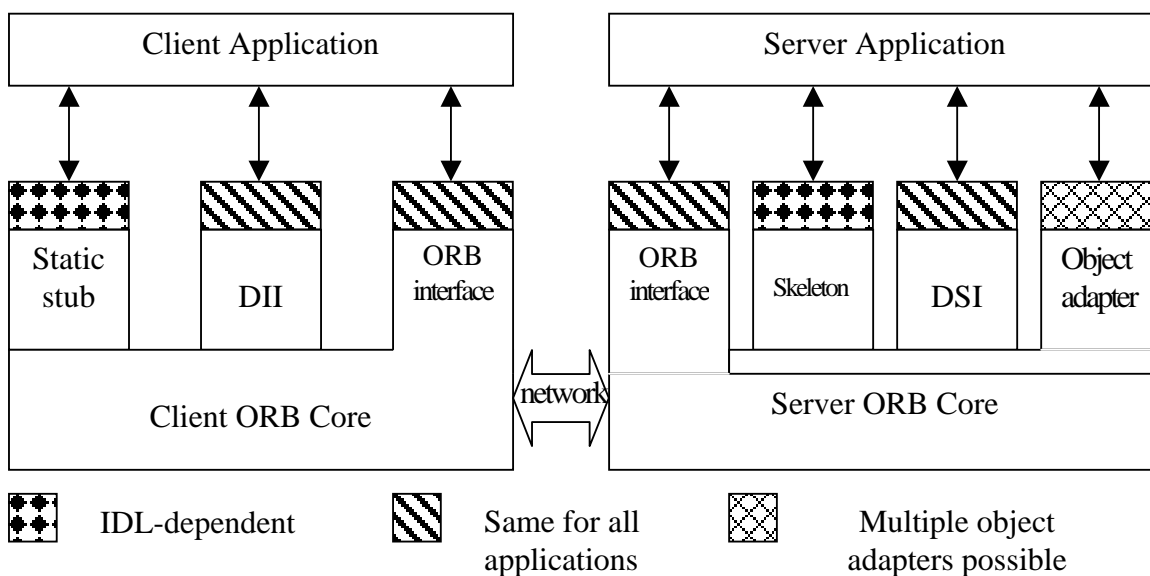 Client Application
Server Application
Static
stub
DII
ORB
interface
ORB
interface
Skeleton
DSI
Object
adapter
network
Client ORB Core
Server ORB Core
IDL-dependent
Same for all
applications
Multiple object
adapters possible